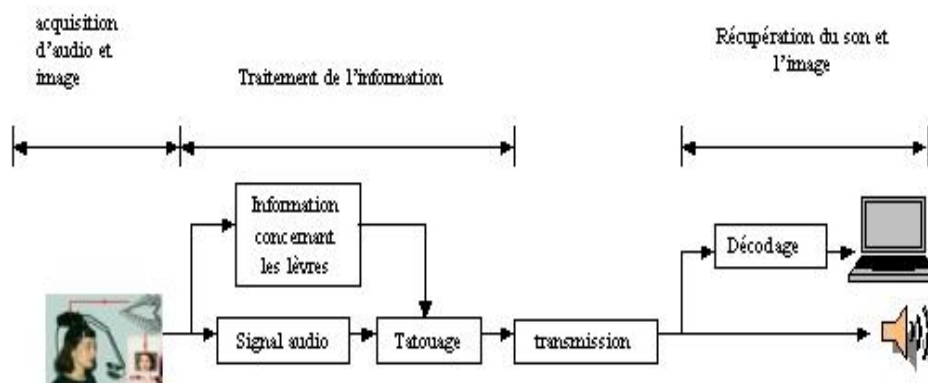 acquisition
d'audio et
image
Traitement de l'information
Récupération du son et
l'image
Information
concernant
les lèvres
Décodage
Signal audio
Tatouage
transmission